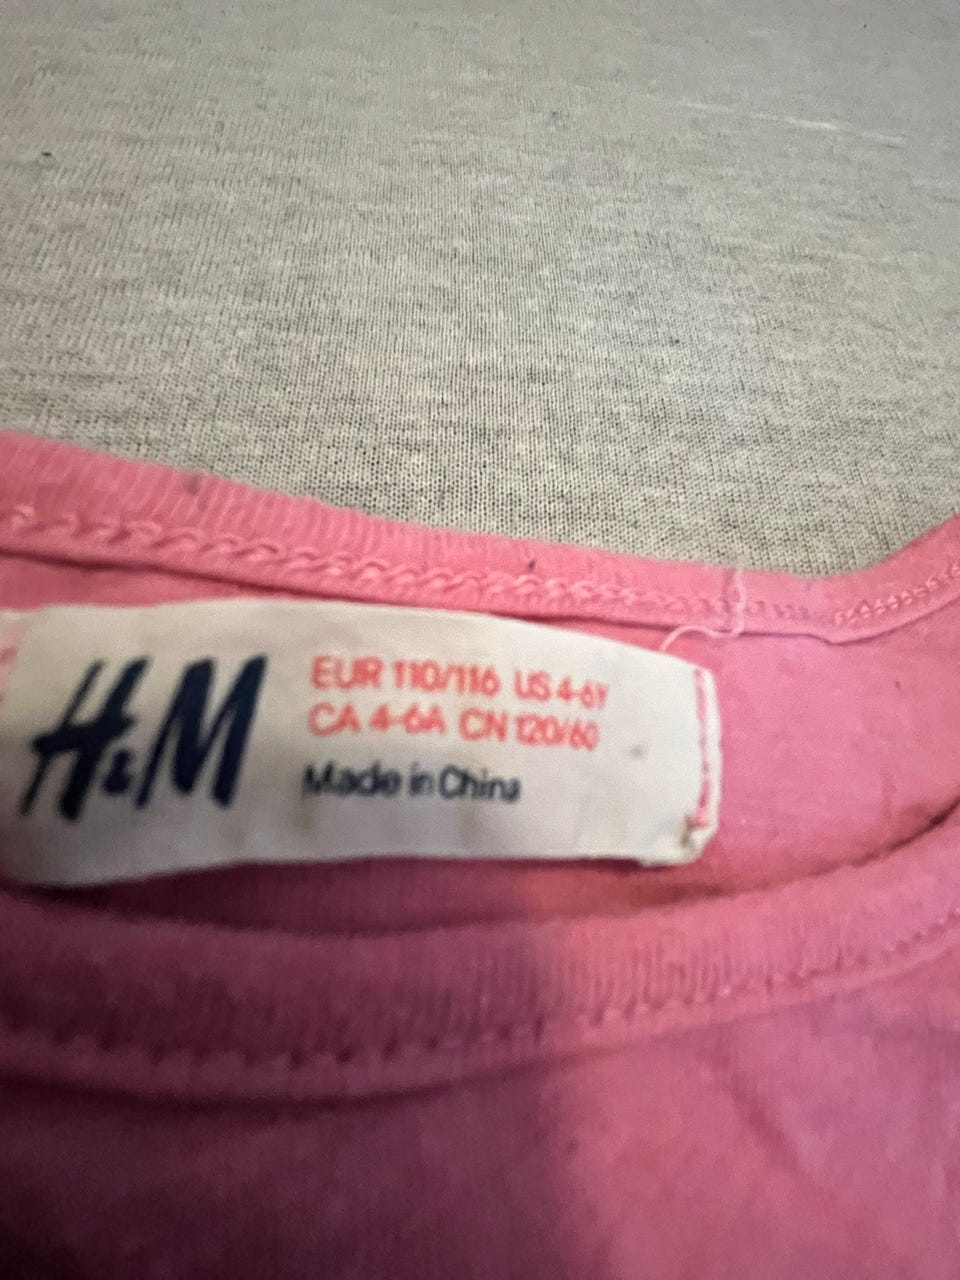 H&M
EUR 110/116 US 4-6Y
CA 4-6A CN 120/60
Made in China